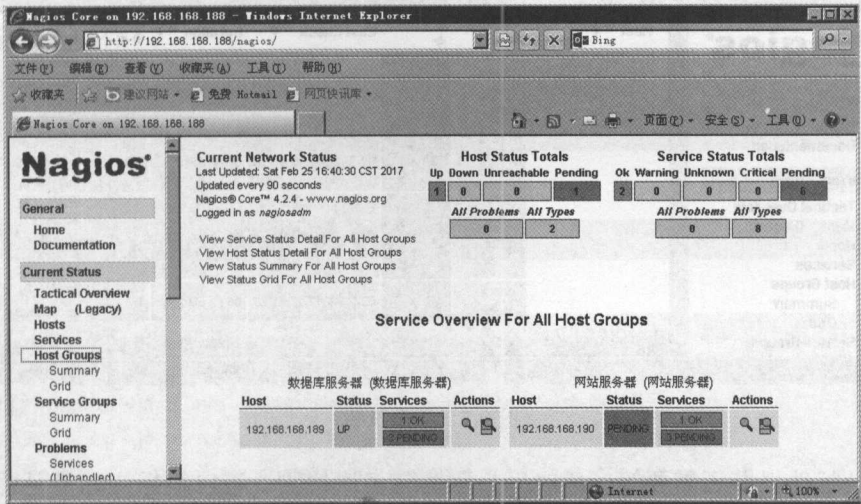 Nagios Core on 192.168.168.188 - Windows Internet Explorer
http://192.168.168.188/nagios/
Bing
文件(F) 编辑(E) 查看(V) 收藏夹(A) 工具(T) 帮助(H)
收藏夹 建议网站 免费 Hotmail 网页快讯库
Nagios Core on 192.168.168.188
页面(P) 安全(S) 工具(O)
Nagios®
General
Home
Documentation
Current Status
Tactical Overview
Map (Legacy)
Hosts
Services
Host Groups
Summary
Grid
Service Groups
Summary
Grid
Problems
Services
(Unhandled)
Current Network Status
Last Updated: Sat Feb 25 16:40:30 CST 2017
Updated every 90 seconds
Nagios® Core™ 4.2.4 - www.nagios.org
Logged in as nagiosadm
View Service Status Detail For All Host Groups
View Host Status Detail For All Host Groups
View Status Summary For All Host Groups
View Status Grid For All Host Groups
Host Status Totals
Up Down Unreachable Pending
1 0 0 1
All Problems All Types
0 2
Service Status Totals
Ok Warning Unknown Critical Pending
2 0 0 0 6
All Problems All Types
0 8
Service Overview For All Host Groups
数据库服务器 (数据库服务器)
Host Status Services Actions
192.168.168.189 UP 1 OK
3 PENDING
网站服务器 (网站服务器)
Host Status Services Actions
192.168.168.190 PENDING 1 OK
3 PENDING
Internet
100%